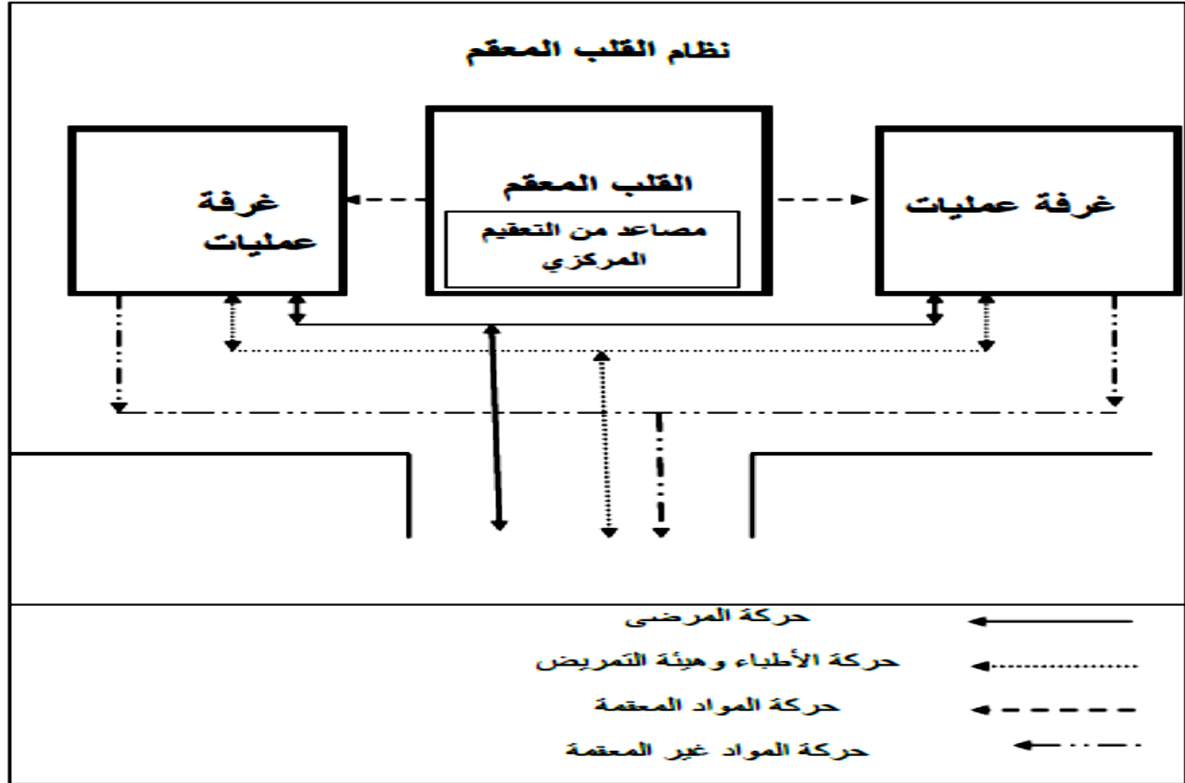 نظام القلب المعقم
القلب المعقم
مصاعد من التعقيم
المركزي
غرفة عمليات
غرفة
عمليات
حركة المرضى
حركة الأطباء وهيئة التمريض
حركة المواد المعقمة
حركة المواد غير المعقمة